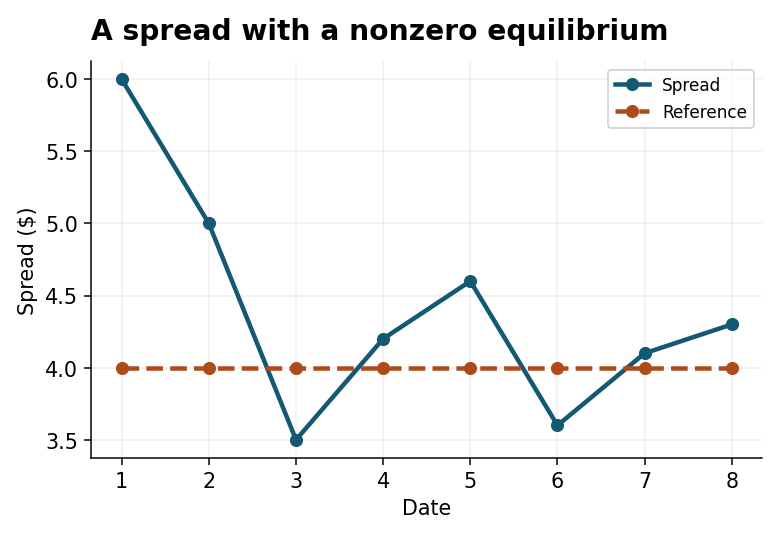 A spread with a nonzero equilibrium
Spread
Reference
Spread ($)
6.0
5.5
5.0
4.5
4.0
3.5
1 2 3 4 5 6 7 8
Date